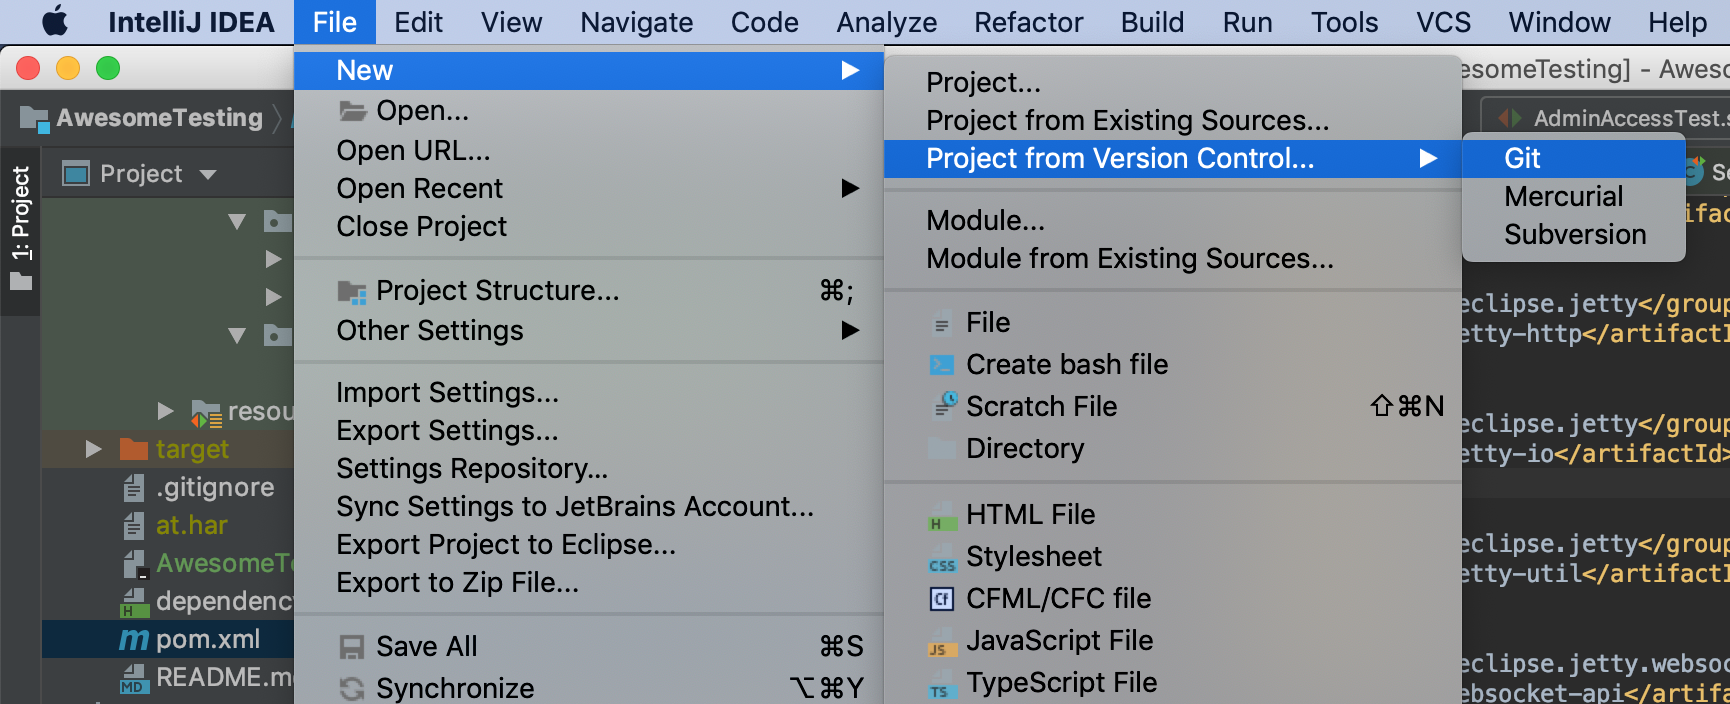 IntelliJ IDEA File Edit View Navigate Code Analyze Refactor Build Run Tools VCS Window Help
AwesomeTesting
Project
1: Project
target
.gitignore
at.har
pom.xml
New
Open...
Open URL...
Open Recent
Close Project
Project Structure... ⌘;
Other Settings
Import Settings...
Export Settings...
Settings Repository...
Sync Settings to JetBrains Account...
Export Project to Eclipse...
Export to Zip File...
Save All ⌘S
Synchronize ⌥⌘Y
Project...
Project from Existing Sources...
Project from Version Control...
Module...
Module from Existing Sources...
File
Create bash file
Scratch File ⇧⌘N
Directory
H HTML File
CSS Stylesheet
Cf CFML/CFC file
JS JavaScript File
TS TypeScript File
Git
Mercurial
Subversion
esomeTesting] - Aweso
AdminAccessTest.s
eclipse.jetty</group
etty-http</artifactI
eclipse.jetty</group
etty-io</artifactId>
eclipse.jetty</group
etty-util</artifactI
eclipse.jetty.websoc
ebsocket-api</artifa